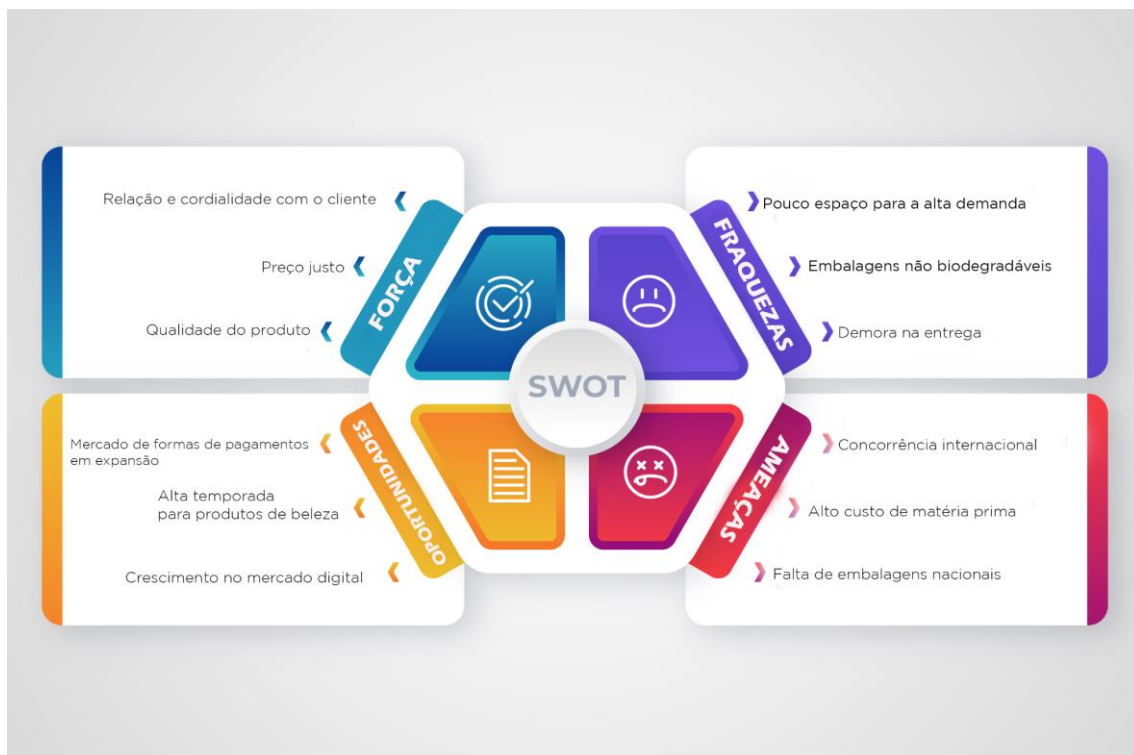 Relação e cordialidade com o cliente
Preço justo
Qualidade do produto
FORÇA
Pouco espaço para a alta demanda
Embalagens não biodegradáveis
Demora na entrega
FRAQUEZAS
SWOT
Mercado de formas de pagamentos
em expansão
Alta temporada
para produtos de beleza
Crescimento no mercado digital
OPORTUNIDADES
Concorrência internacional
Alto custo de matéria prima
Falta de embalagens nacionais
AMEAÇAS